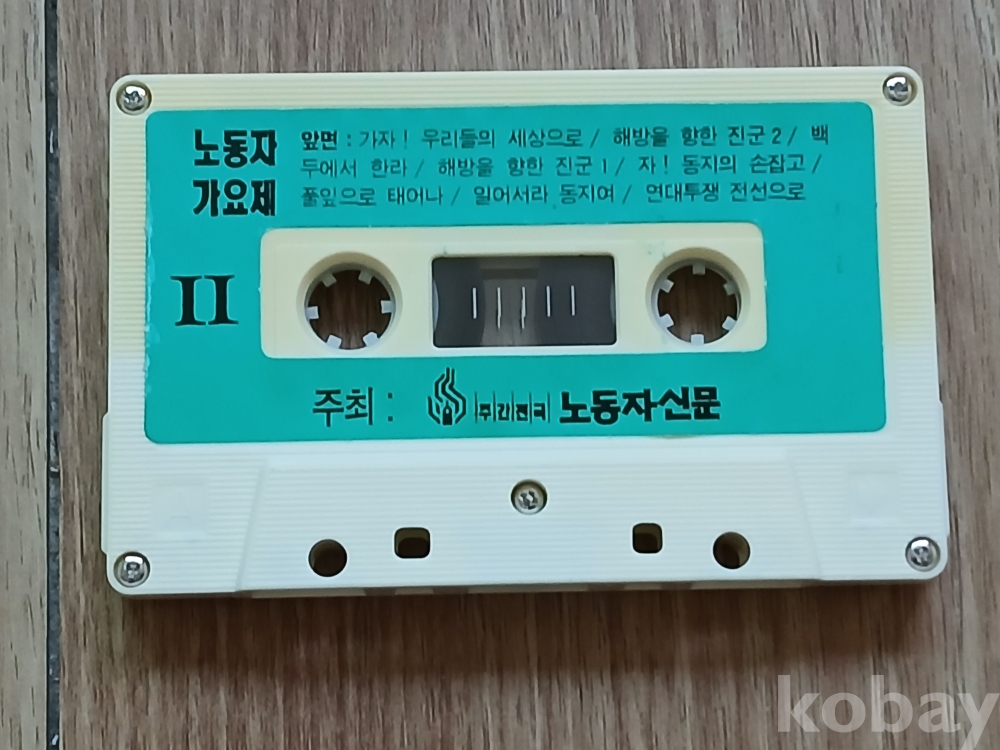 노동자
가요제
II
앞면 : 가자! 우리들의 세상으로 / 해방을 향한 진군 2 / 백
두에서 한라 / 해방을 향한 진군 1 / 자! 동지의 손잡고 /
풀잎으로 태어나 / 일어서라 동지여 / 연대투쟁 전선으로
주최 : 주간전국 노동자신문
kobay